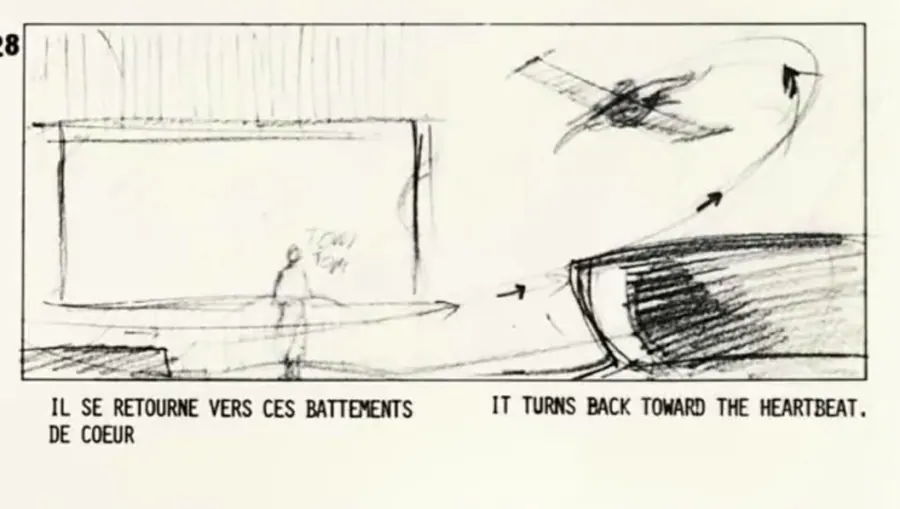 28
TOM
TOM
IL SE RETOURNE VERS CES BATTEMENTS
DE COEUR
IT TURNS BACK TOWARD THE HEARTBEAT.